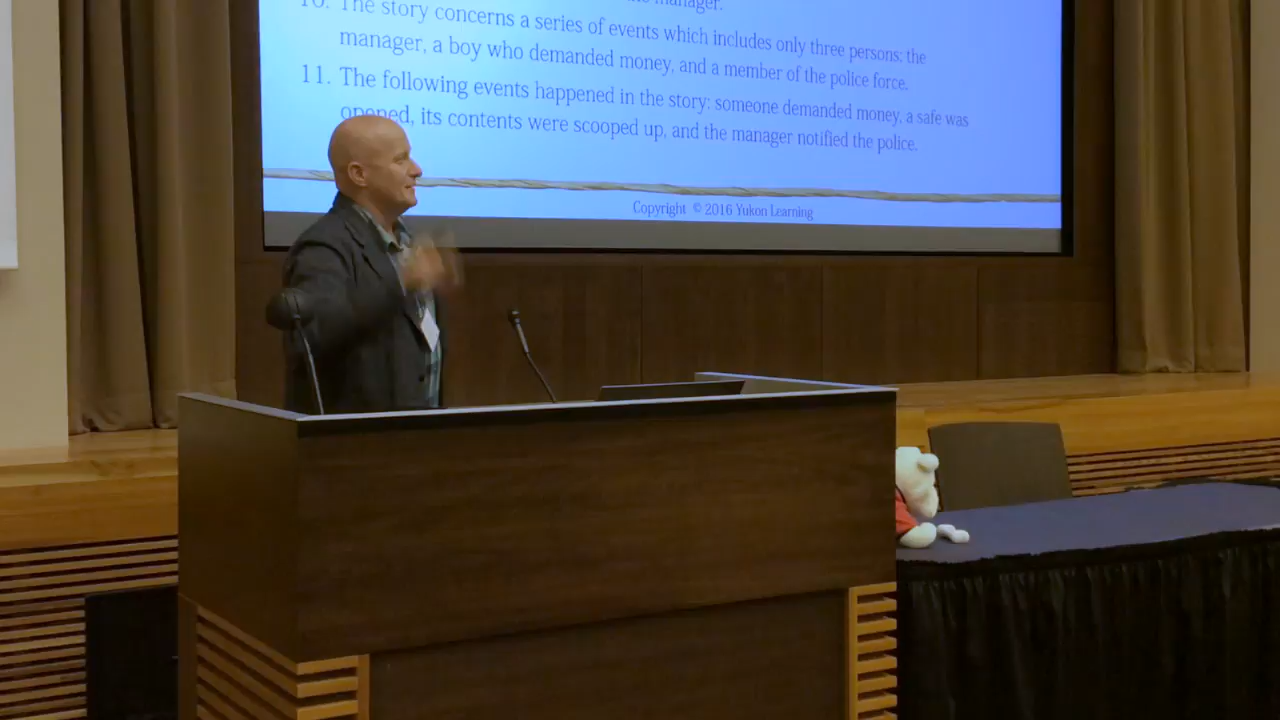 manager.
10. The story concerns a series of events which includes only three persons: the
manager, a boy who demanded money, and a member of the police force.
11. The following events happened in the story: someone demanded money, a safe was
opened, its contents were scooped up, and the manager notified the police.
Copyright © 2016 Yukon Learning